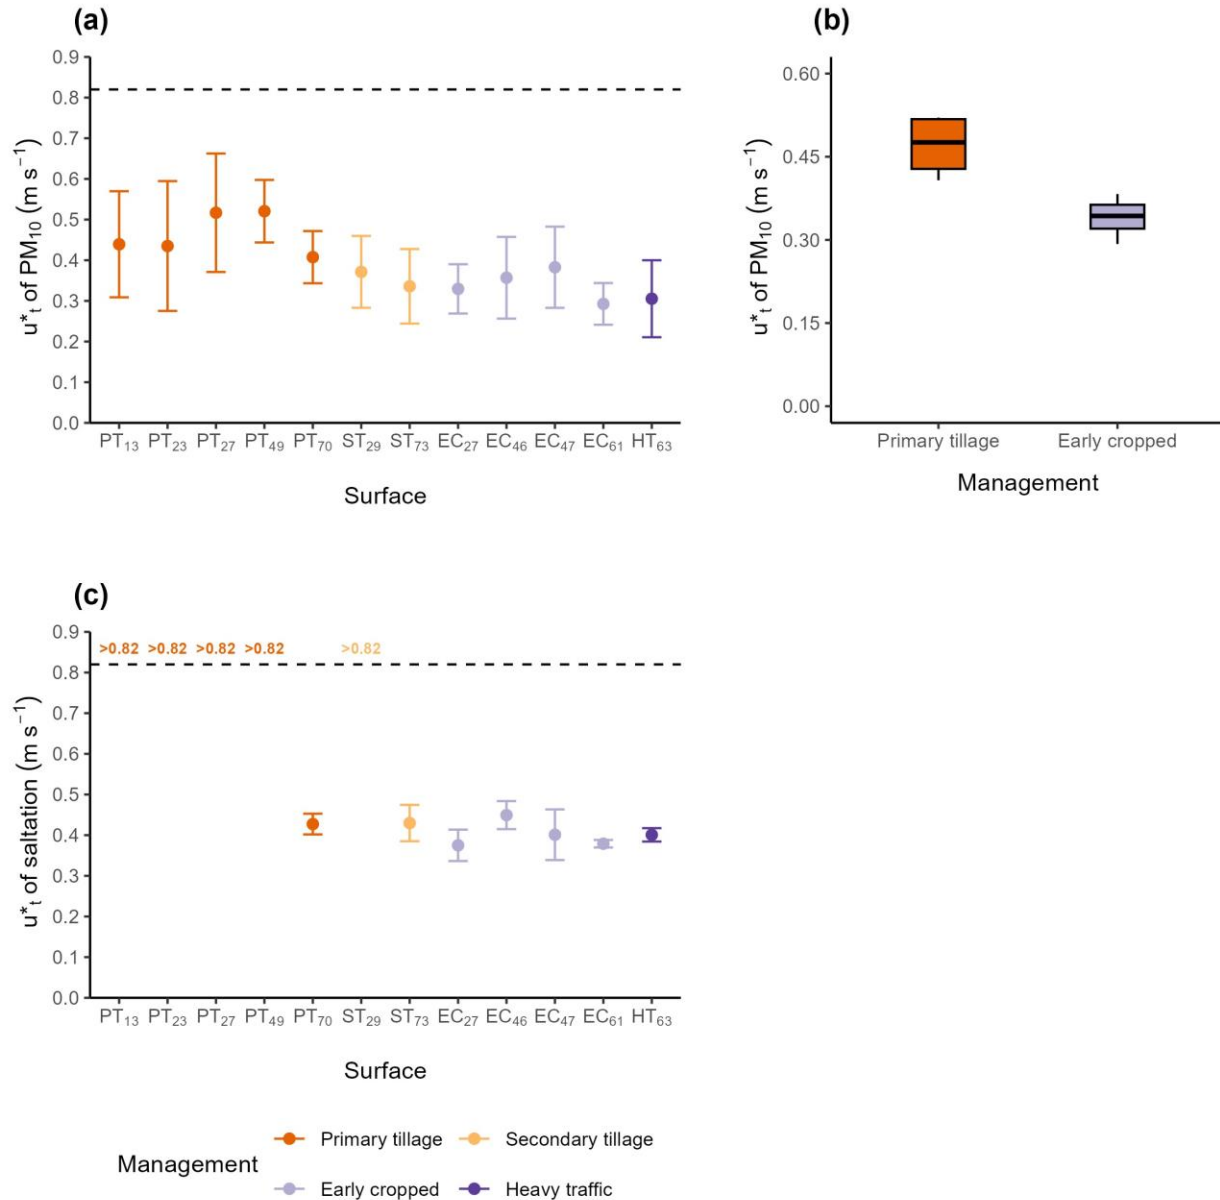 (a)
0.9
0.8
0.7
0.6
0.5
0.4
0.3
0.2
0.1
0.0
u*t of PM10 (m s−1)
PT13 PT23 PT27 PT49 PT70 ST29 ST73 EC27 EC46 EC47 EC61 HT63
Surface
(b)
0.60
0.45
0.30
0.15
0.00
u*t of PM10 (m s−1)
Primary tillage Early cropped
Management
(c)
0.9
0.8
0.7
0.6
0.5
0.4
0.3
0.2
0.1
0.0
u*t of saltation (m s−1)
>0.82 >0.82 >0.82 >0.82 >0.82
PT13 PT23 PT27 PT49 PT70 ST29 ST73 EC27 EC46 EC47 EC61 HT63
Surface
Management
Primary tillage Secondary tillage
Early cropped Heavy traffic